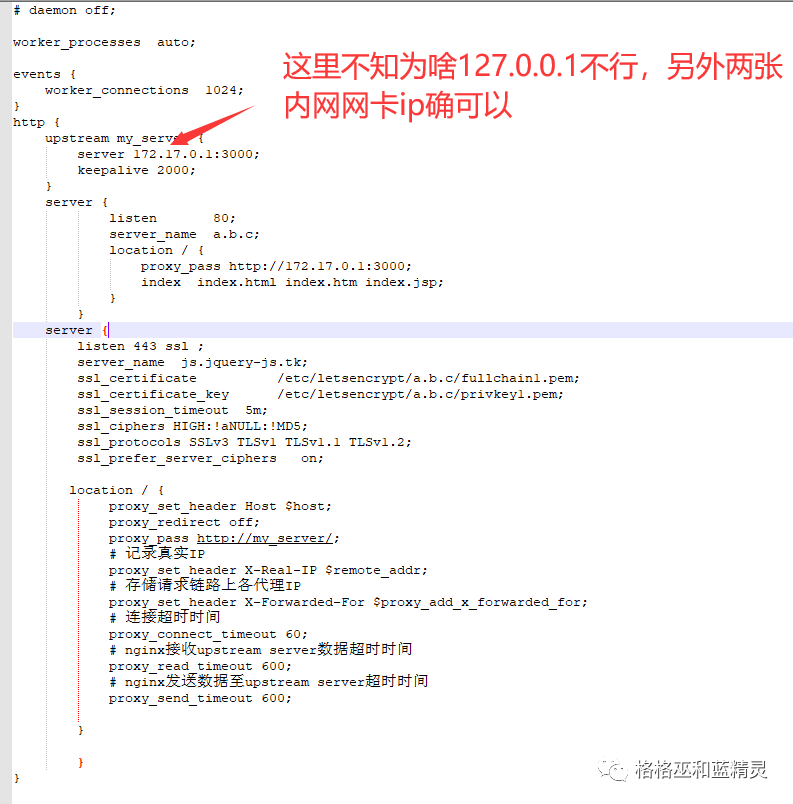 # daemon off;
worker_processes  auto;
events {
    worker_connections  1024;
}
这里不知为啥127.0.0.1不行，另外两张
内网网卡ip确可以
http {
    upstream my_server {
        server 172.17.0.1:3000;
        keepalive 2000;
    }
    server {
            listen       80;
            server_name  a.b.c;
            location / {
                proxy_pass http://172.17.0.1:3000;
                index  index.html index.htm index.jsp;
            }
        }
    server {
        listen 443 ssl ;
        server_name  js.jquery-js.tk;
        ssl_certificate          /etc/letsencrypt/a.b.c/fullchain1.pem;
        ssl_certificate_key      /etc/letsencrypt/a.b.c/privkey1.pem;
        ssl_session_timeout  5m;
        ssl_ciphers HIGH:!aNULL:!MD5;
        ssl_protocols SSLv3 TLSv1 TLSv1.1 TLSv1.2;
        ssl_prefer_server_ciphers   on;
       location / {
            proxy_set_header Host $host;
            proxy_redirect off;
            proxy_pass http://my_server/;
            # 记录真实IP
            proxy_set_header X-Real-IP $remote_addr;
            # 存储请求链路上各代理IP
            proxy_set_header X-Forwarded-For $proxy_add_x_forwarded_for;
            # 连接超时时间
            proxy_connect_timeout 60;
            # nginx接收upstream server数据超时时间
            proxy_read_timeout 600;
            # nginx发送数据至upstream server超时时间
            proxy_send_timeout 600;
        }
        }
}
格格巫和蓝精灵